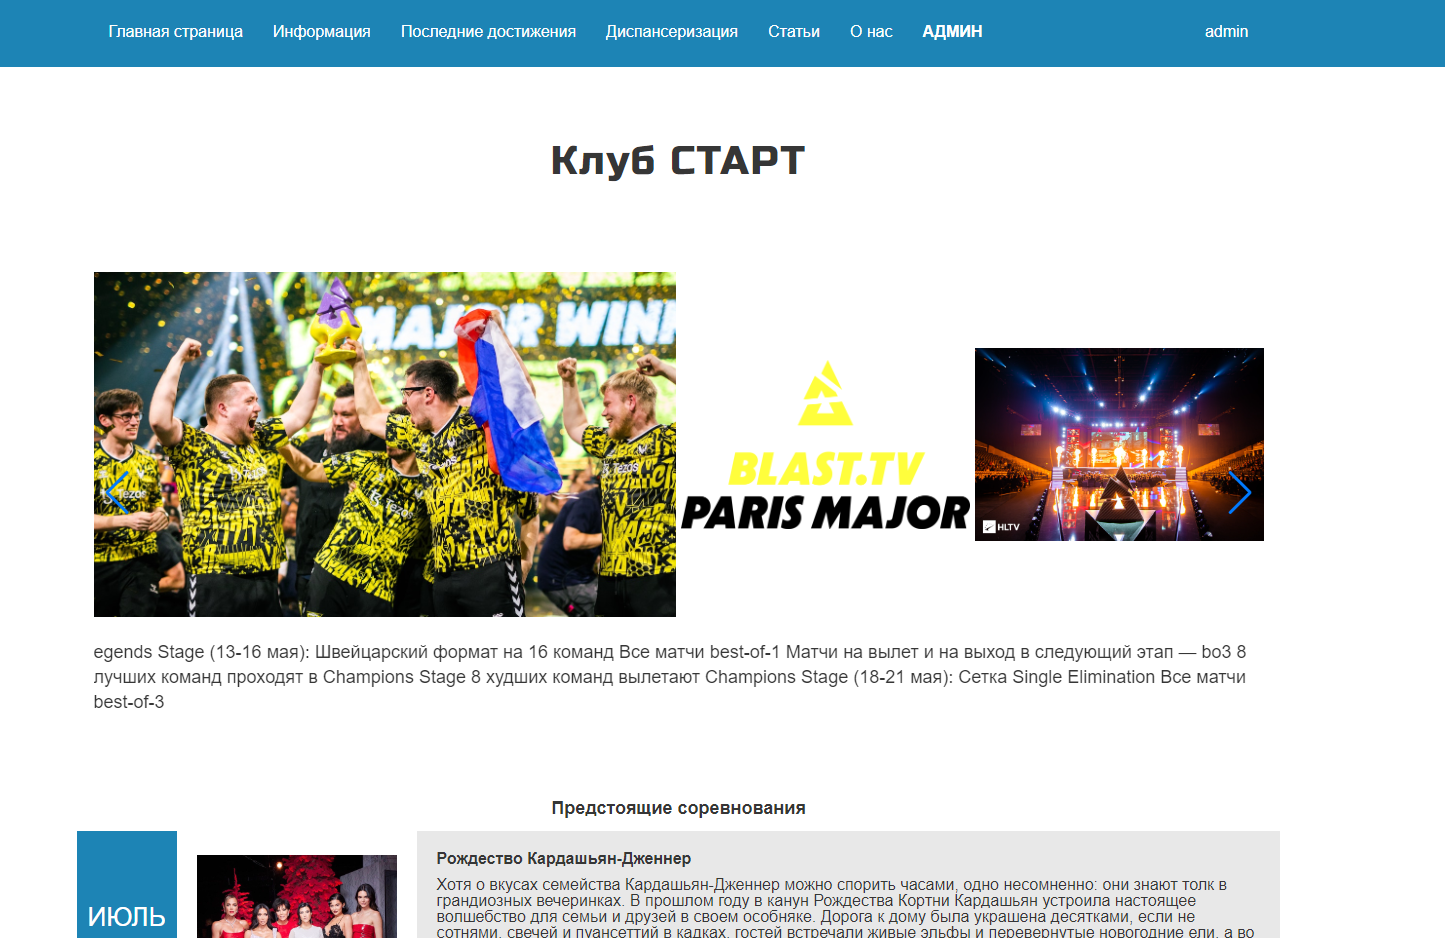 Главная страница Информация Последние достижения Диспансеризация Статьи О нас АДМИН admin
Клуб СТАРТ
MAJOR WIN
Tezos
Tezos
BLAST.TV
PARIS MAJOR
HLTV
egends Stage (13-16 мая): Швейцарский формат на 16 команд Все матчи best-of-1 Матчи на вылет и на выход в следующий этап — bo3 8
лучших команд проходят в Champions Stage 8 худших команд вылетают Champions Stage (18-21 мая): Сетка Single Elimination Все матчи
best-of-3
Предстоящие соревнования
ИЮЛЬ
Рождество Кардашьян-Дженнер
Хотя о вкусах семейства Кардашьян-Дженнер можно спорить часами, одно несомненно: они знают толк в
грандиозных вечеринках. В прошлом году в канун Рождества Кортни Кардашьян устроила настоящее
волшебство для семьи и друзей в своем особняке. Дорога к дому была украшена десятками, если не
сотнями, свечей и пуансеттий в кадках, гостей встречали живые эльфы и перевернутые новогодние ели, а во